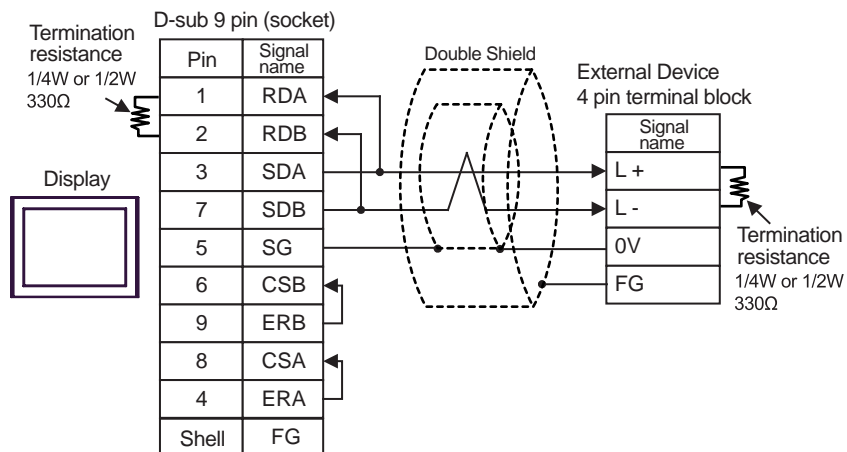 D-sub 9 pin (socket)
Termination
resistance
1/4W or 1/2W
330Ω
Pin Signal name
1 RDA
2 RDB
3 SDA
7 SDB
5 SG
6 CSB
9 ERB
8 CSA
4 ERA
Shell FG
Display
Double Shield
External Device
4 pin terminal block
Signal
name
L +
L -
0V
FG
Termination
resistance
1/4W or 1/2W
330Ω